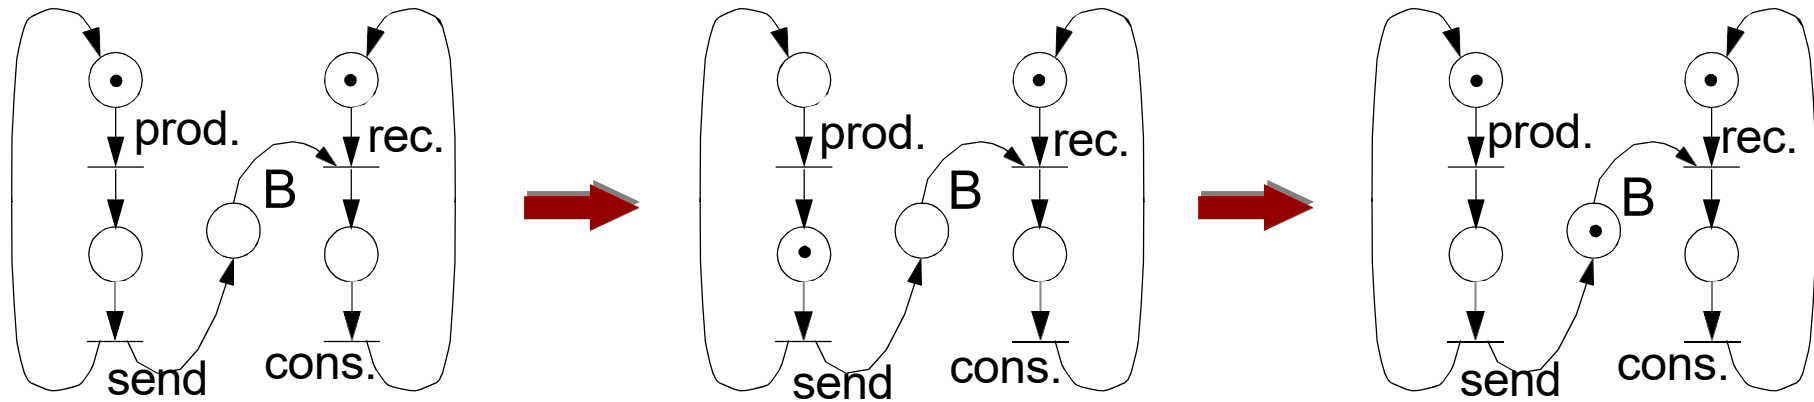 prod.
rec.
B
send
cons.
prod.
rec.
B
send
cons.
prod.
rec.
B
send
cons.